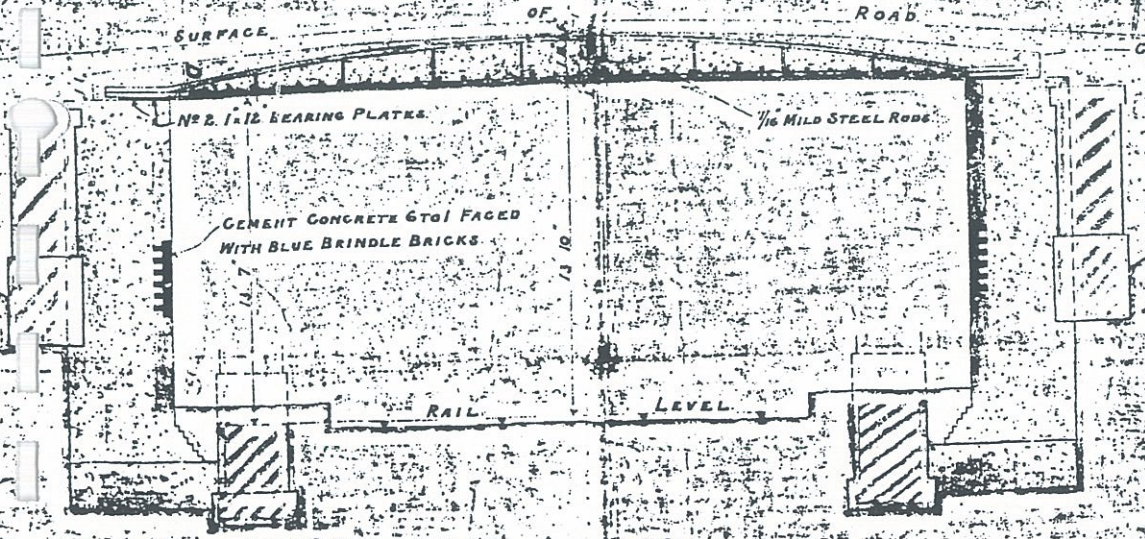 SURFACE OF ROAD
Nº 2. 1 x 12 BEARING PLATES
7/16 MILD STEEL RODS
CEMENT CONCRETE 6 TO 1 FACED
WITH BLUE BRINDLE BRICKS
13' 7
13' 10"
RAIL LEVEL